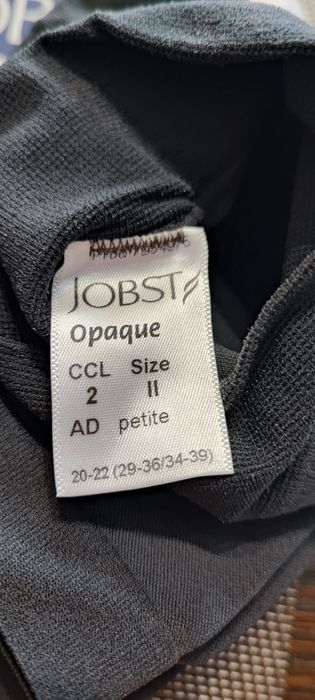 JOBST
Opaque
CCL Size
2 II
AD petite
20-22 (29-36/34-39)